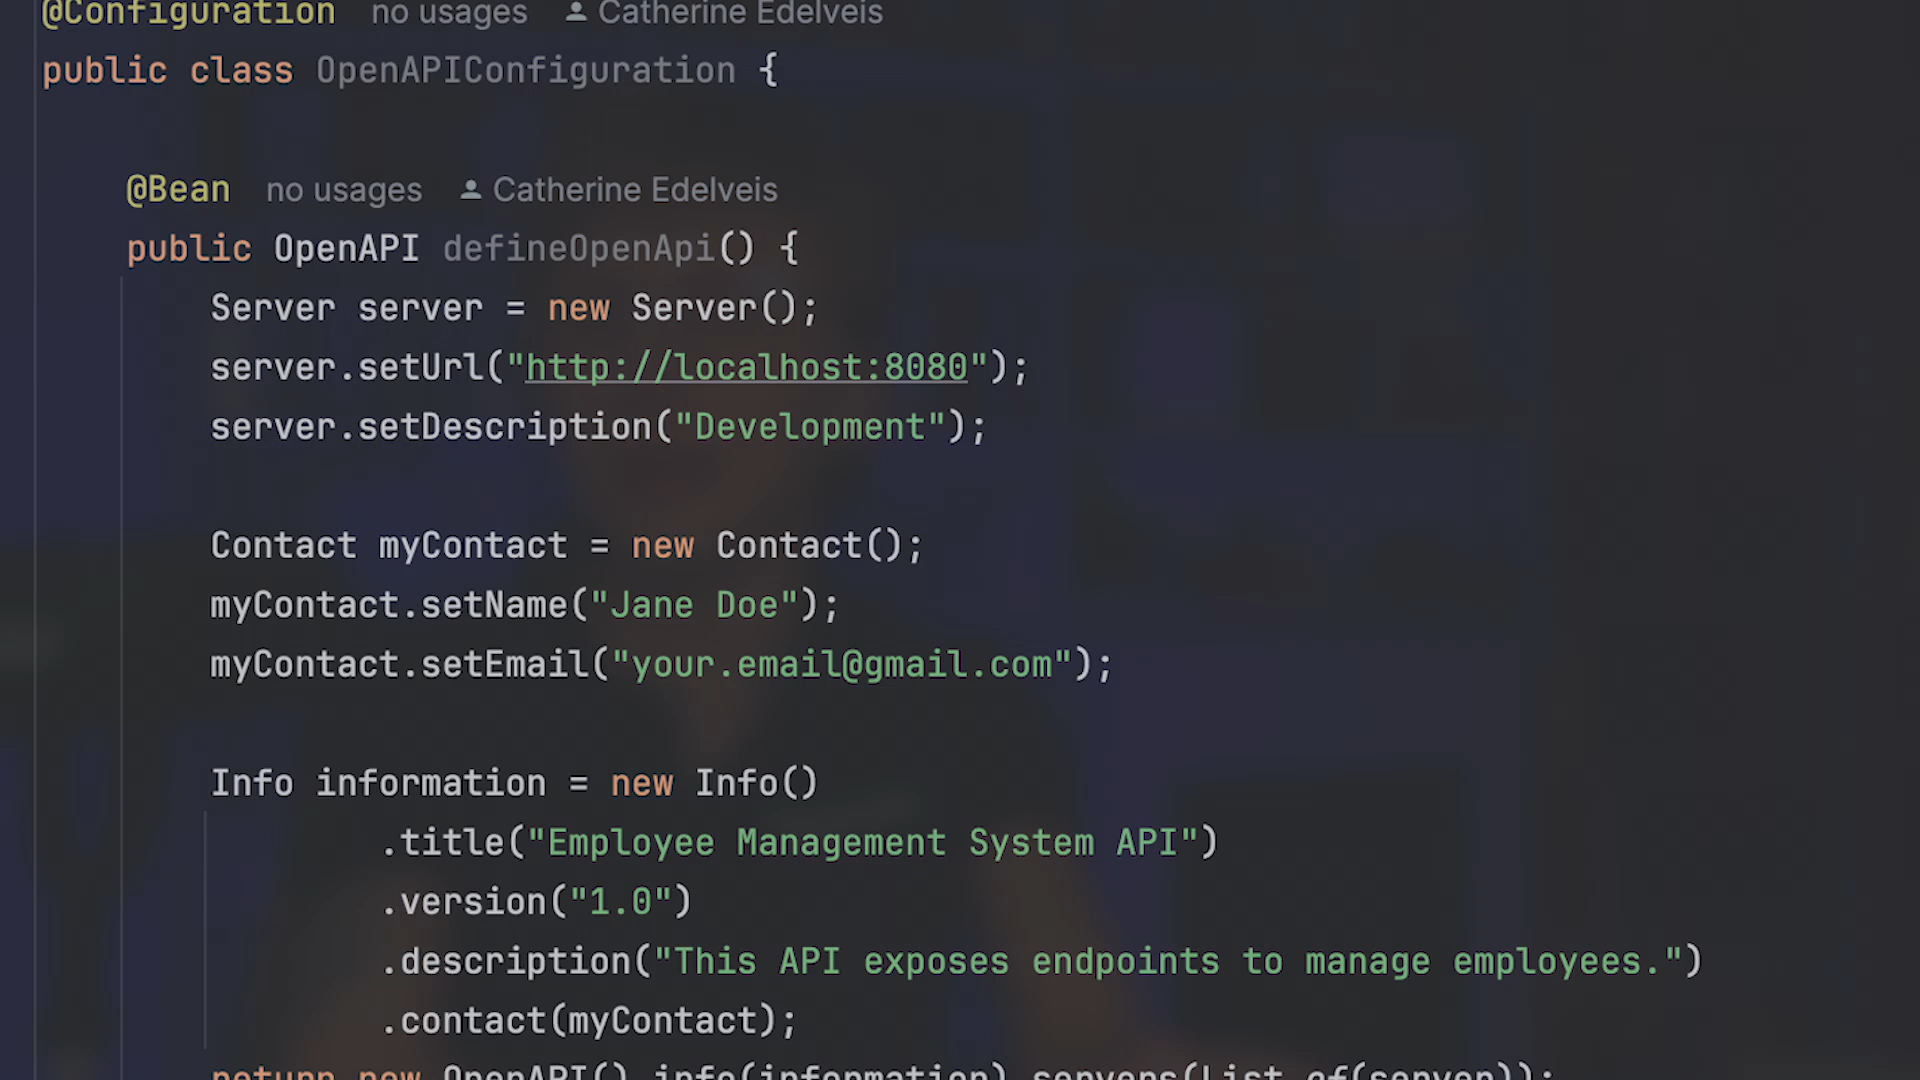 @Configuration no usages Catherine Edelveis
public class OpenAPIConfiguration {
@Bean no usages Catherine Edelveis
public OpenAPI defineOpenApi() {
Server server = new Server();
server.setUrl("http://localhost:8080");
server.setDescription("Development");
Contact myContact = new Contact();
myContact.setName("Jane Doe");
myContact.setEmail("your.email@gmail.com");
Info information = new Info()
.title("Employee Management System API")
.version("1.0")
.description("This API exposes endpoints to manage employees.")
.contact(myContact);
return new OpenAPI().info(information).servers(List.of(server));